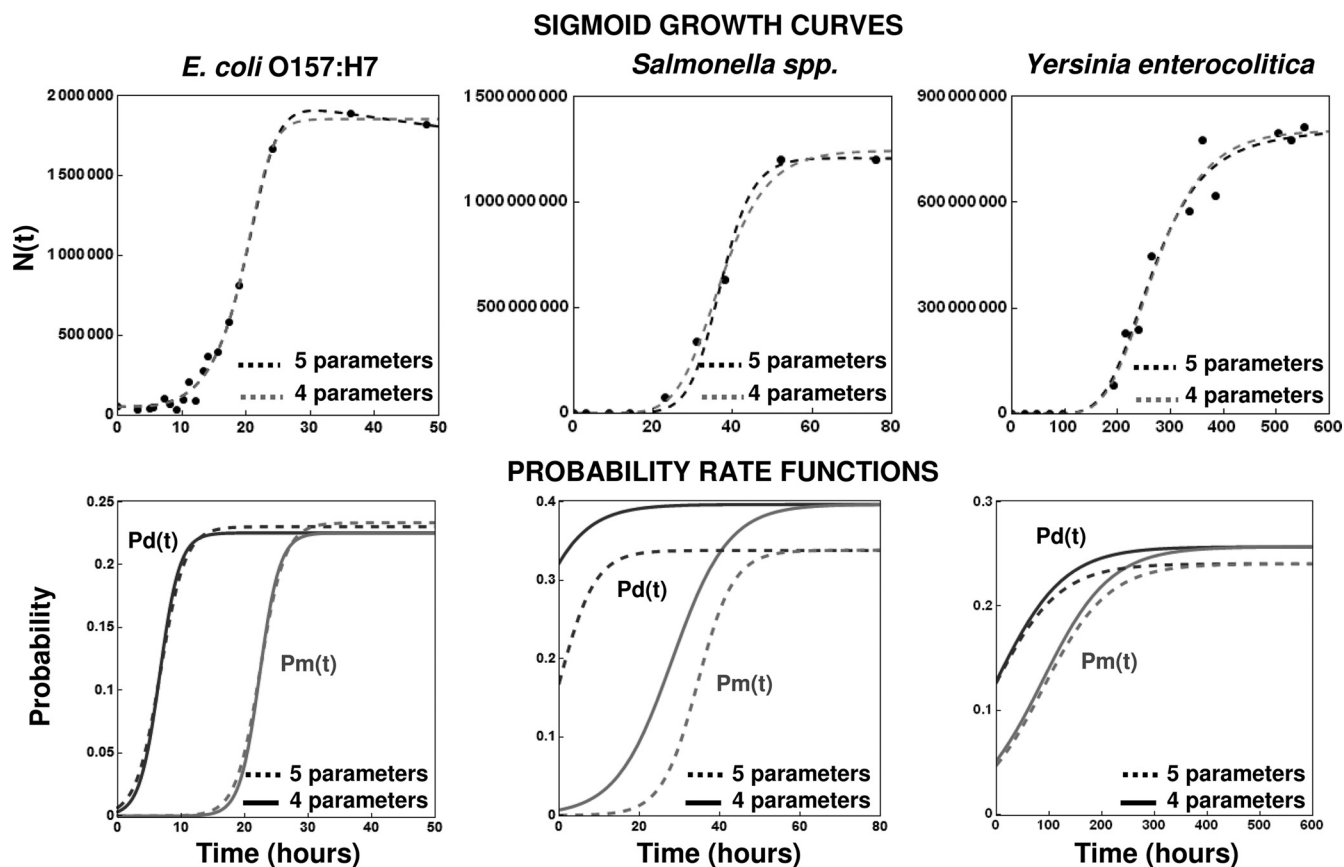 SIGMOID GROWTH CURVES
E. coli O157:H7
Salmonella spp.
Yersinia enterocolitica
N(t)
2 000 000
1 500 000
1 000 000
500 000
0
0 10 20 30 40 50
5 parameters
4 parameters
1 500 000 000
1 000 000 000
500 000 000
0
0 20 40 60 80
5 parameters
4 parameters
900 000 000
600 000 000
300 000 000
0
0 100 200 300 400 500 600
5 parameters
4 parameters
PROBABILITY RATE FUNCTIONS
Probability
0.25
0.2
0.15
0.1
0.05
0
0 10 20 30 40 50
Pd(t)
Pm(t)
5 parameters
4 parameters
Time (hours)
0.4
0.3
0.2
0.1
0
0 20 40 60 80
Pd(t)
Pm(t)
5 parameters
4 parameters
Time (hours)
0.3
0.2
0.1
0
0 100 200 300 400 500 600
Pd(t)
Pm(t)
5 parameters
4 parameters
Time (hours)